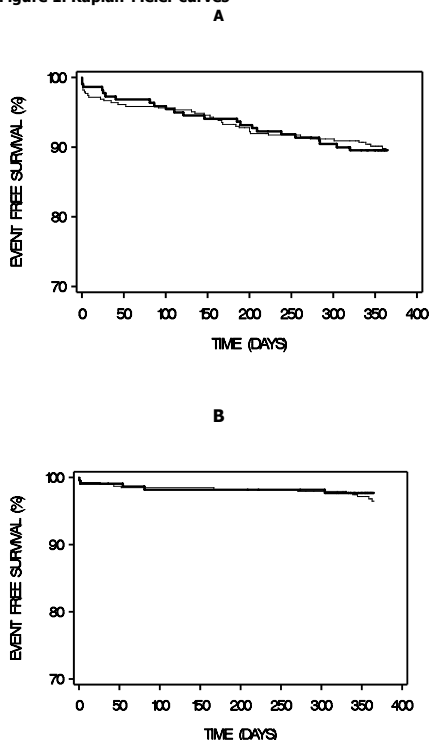 Figure 2. Kaplan-Meier curves
A
100
90
80
70
EVENT FREE SURVIVAL (%)
0 50 100 150 200 250 300 350 400
TIME (DAYS)
B
100
90
80
70
EVENT FREE SURVIVAL (%)
0 50 100 150 200 250 300 350 400
TIME (DAYS)